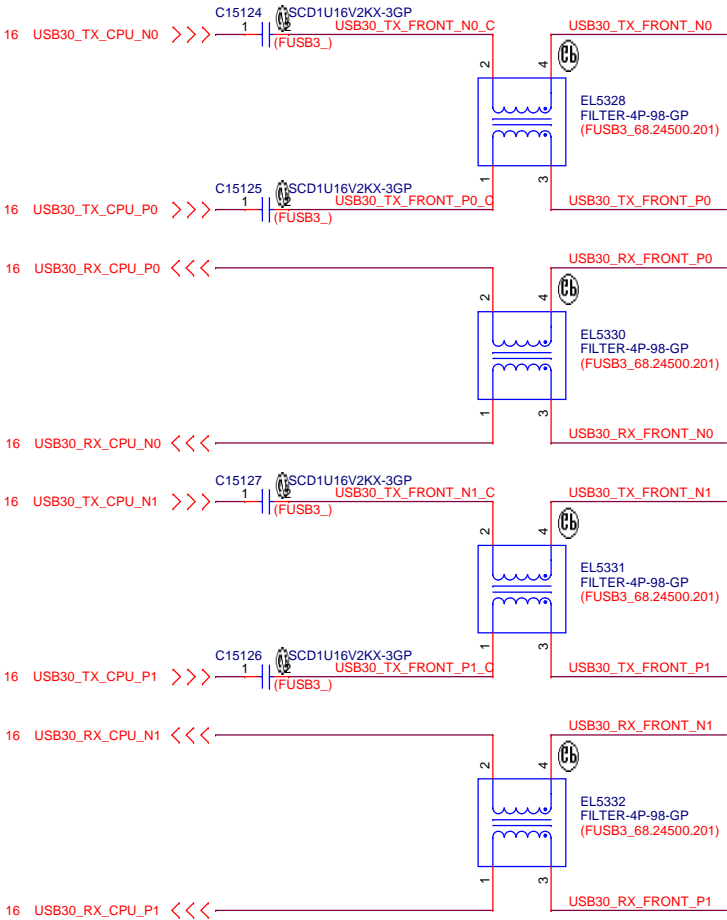 C15124 SCD1U16V2KX-3GP
16 USB30_TX_CPU_N0 1 2 USB30_TX_FRONT_N0_C USB30_TX_FRONT_N0
(FUSB3_)
2 4
EL5328
FILTER-4P-98-GP
(FUSB3_68.24500.201)
1 3
C15125 SCD1U16V2KX-3GP
16 USB30_TX_CPU_P0 1 2 USB30_TX_FRONT_P0_C USB30_TX_FRONT_P0
(FUSB3_)
16 USB30_RX_CPU_P0 USB30_RX_FRONT_P0
2 4
EL5330
FILTER-4P-98-GP
(FUSB3_68.24500.201)
1 3
16 USB30_RX_CPU_N0 USB30_RX_FRONT_N0
C15127 SCD1U16V2KX-3GP
16 USB30_TX_CPU_N1 1 2 USB30_TX_FRONT_N1_C USB30_TX_FRONT_N1
(FUSB3_)
2 4
EL5331
FILTER-4P-98-GP
(FUSB3_68.24500.201)
1 3
C15126 SCD1U16V2KX-3GP
16 USB30_TX_CPU_P1 1 2 USB30_TX_FRONT_P1_C USB30_TX_FRONT_P1
(FUSB3_)
16 USB30_RX_CPU_N1 USB30_RX_FRONT_N1
2 4
EL5332
FILTER-4P-98-GP
(FUSB3_68.24500.201)
1 3
16 USB30_RX_CPU_P1 USB30_RX_FRONT_P1